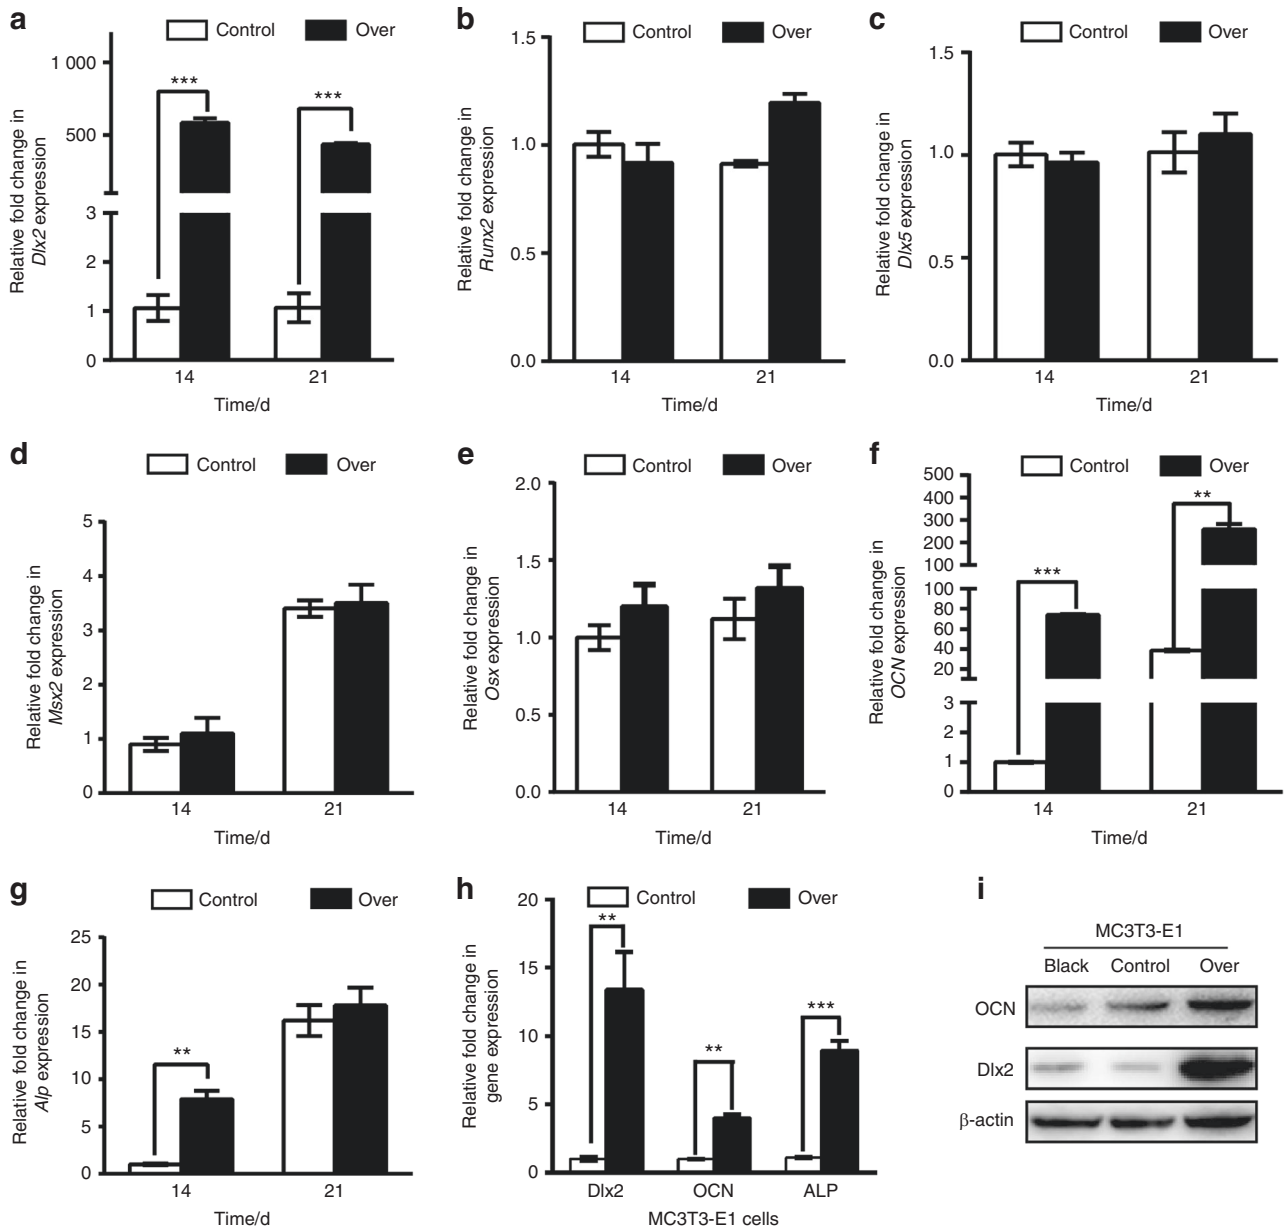 a
Control
Over
Relative fold change in
Dlx2 expression
1 000
500
3
2
1
0
***
***
14
21
Time/d
b
Control
Over
Relative fold change in
Runx2 expression
1.5
1.0
0.5
0.0
14
21
Time/d
c
Control
Over
Relative fold change in
Dlx5 expression
1.5
1.0
0.5
0.0
14
21
Time/d
d
Control
Over
Relative fold change in
Msx2 expression
5
4
3
2
1
0
14
21
Time/d
e
Control
Over
Relative fold change in
Osx expression
2.0
1.5
1.0
0.5
0.0
14
21
Time/d
f
Control
Over
Relative fold change in
OCN expression
500
400
300
200
100
100
80
60
40
20
3
2
1
0
***
**
14
21
Time/d
g
Control
Over
Relative fold change in
Alp expression
25
20
15
10
5
0
**
14
21
Time/d
h
Control
Over
Relative fold change in
gene expression
20
15
10
5
0
**
**
***
Dlx2
OCN
ALP
MC3T3-E1 cells
i
MC3T3-E1
Black
Control
Over
OCN
Dlx2
β-actin